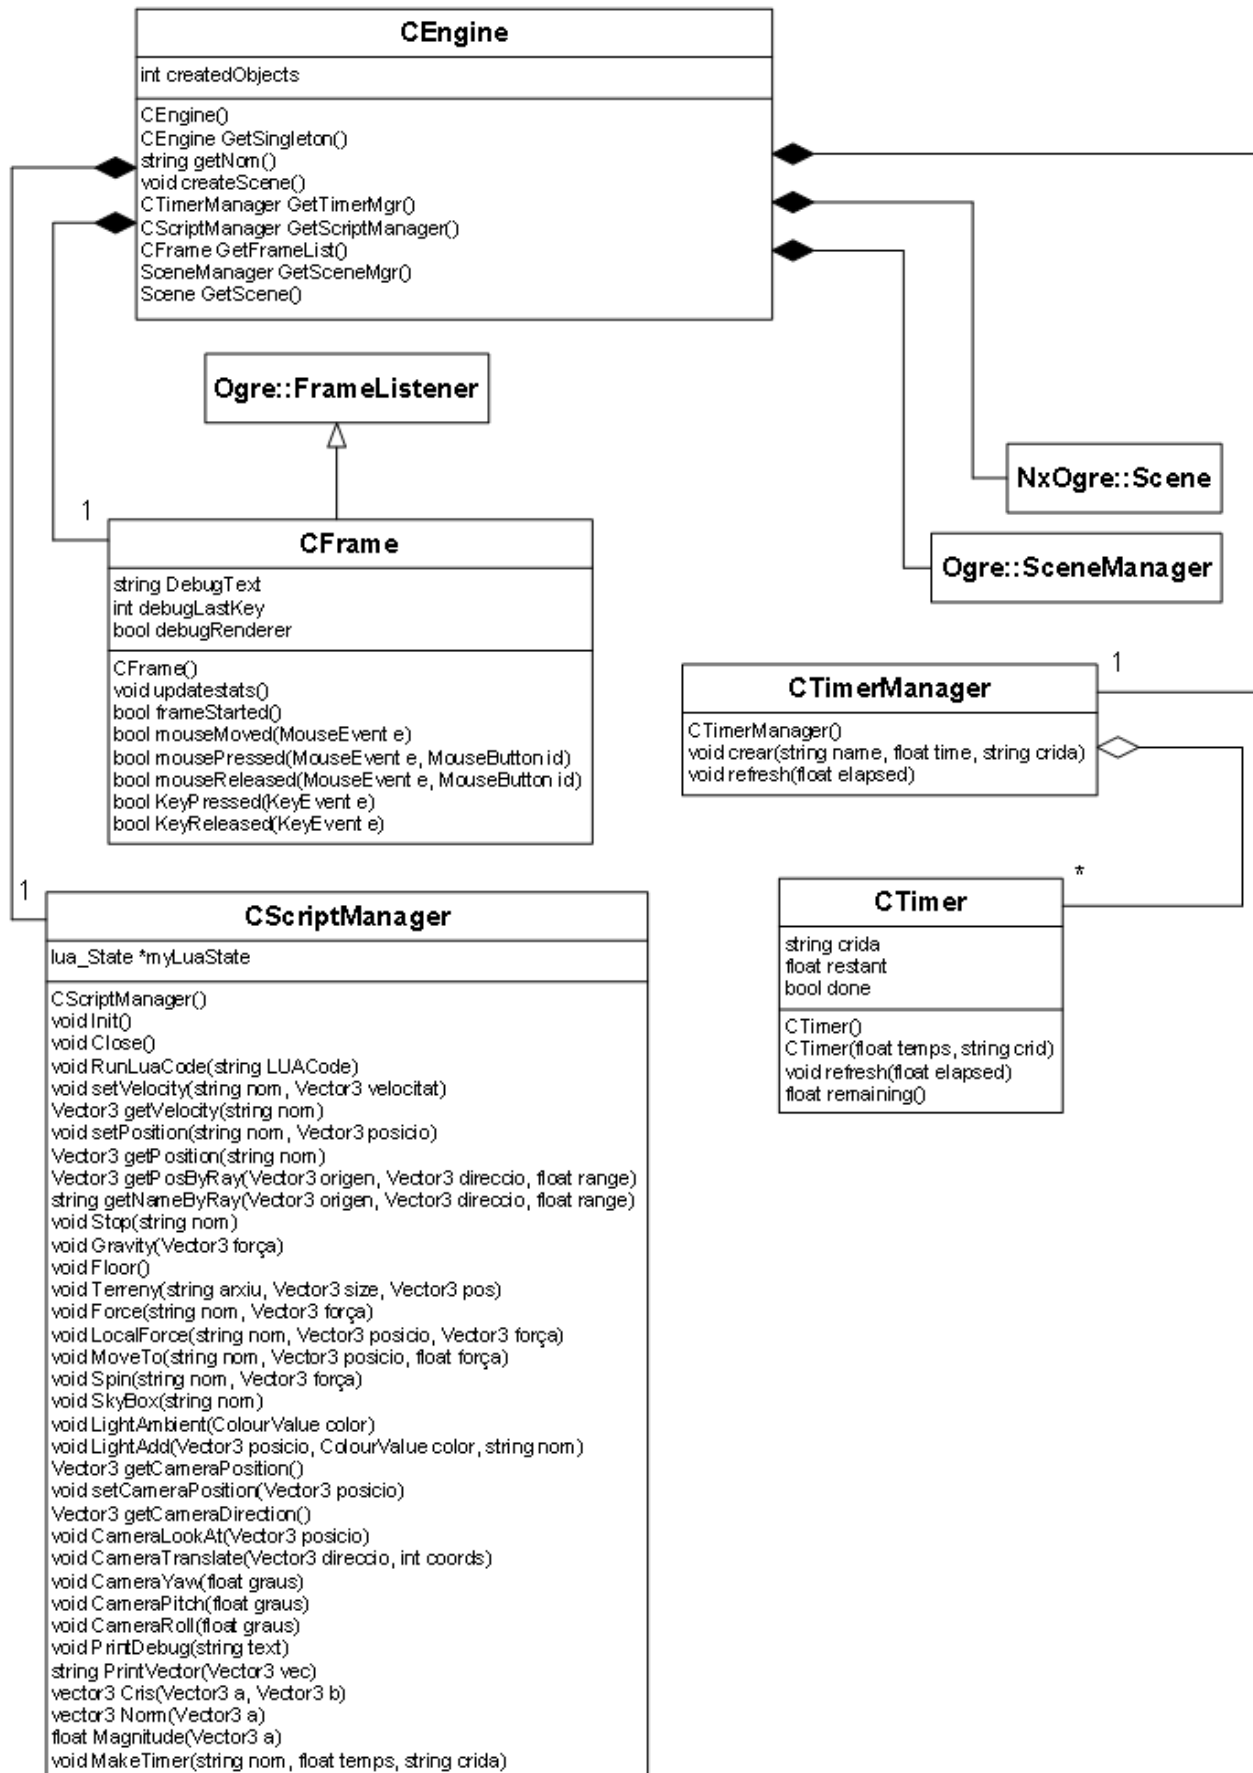 CEngine
int createdObjects
CEngine()
CEngine GetSingleton()
string getNom()
void createScene()
CTimerManager GetTimerMgr()
CScriptManager GetScriptManager()
CFrame GetFrameList()
SceneManager GetSceneMgr()
Scene GetScene()
Ogre::FrameListener
NxOgre::Scene
Ogre::SceneManager
1
CFrame
string DebugText
int debugLastKey
bool debugRenderer
CFrame()
void updatestats()
bool frameStarted()
bool mouseMoved(MouseEvent e)
bool mousePressed(MouseEvent e, MouseButton id)
bool mouseReleased(MouseEvent e, MouseButton id)
bool KeyPressed(KeyEvent e)
bool KeyReleased(KeyEvent e)
1
CTimerManager
CTimerManager()
void crear(string name, float time, string crida)
void refresh(float elapsed)
*
CTimer
string crida
float restant
bool done
CTimer()
CTimer(float temps, string crid)
void refresh(float elapsed)
float remaining()
1
CScriptManager
lua_State *myLuaState
CScriptManager()
void Init()
void Close()
void RunLuaCode(string LUACode)
void setVelocity(string nom, Vector3 velocitat)
Vector3 getVelocity(string nom)
void setPosition(string nom, Vector3 posicio)
Vector3 getPosition(string nom)
Vector3 getPosByRay(Vector3 origen, Vector3 direccio, float range)
string getNameByRay(Vector3 origen, Vector3 direccio, float range)
void Stop(string nom)
void Gravity(Vector3 força)
void Floor()
void Terreny(string arxiu, Vector3 size, Vector3 pos)
void Force(string nom, Vector3 força)
void LocalForce(string nom, Vector3 posicio, Vector3 força)
void MoveTo(string nom, Vector3 posicio, float força)
void Spin(string nom, Vector3 força)
void SkyBox(string nom)
void LightAmbient(ColourValue color)
void LightAdd(Vector3 posicio, ColourValue color, string nom)
Vector3 getCameraPosition()
void setCameraPosition(Vector3 posicio)
Vector3 getCameraDirection()
void CameraLookAt(Vector3 posicio)
void CameraTranslate(Vector3 direccio, int coords)
void CameraYaw(float graus)
void CameraPitch(float graus)
void CameraRoll(float graus)
void PrintDebug(string text)
string PrintVector(Vector3 vec)
vector3 Cris(Vector3 a, Vector3 b)
vector3 Norm(Vector3 a)
float Magnitude(Vector3 a)
void MakeTimer(string nom, float temps, string crida)